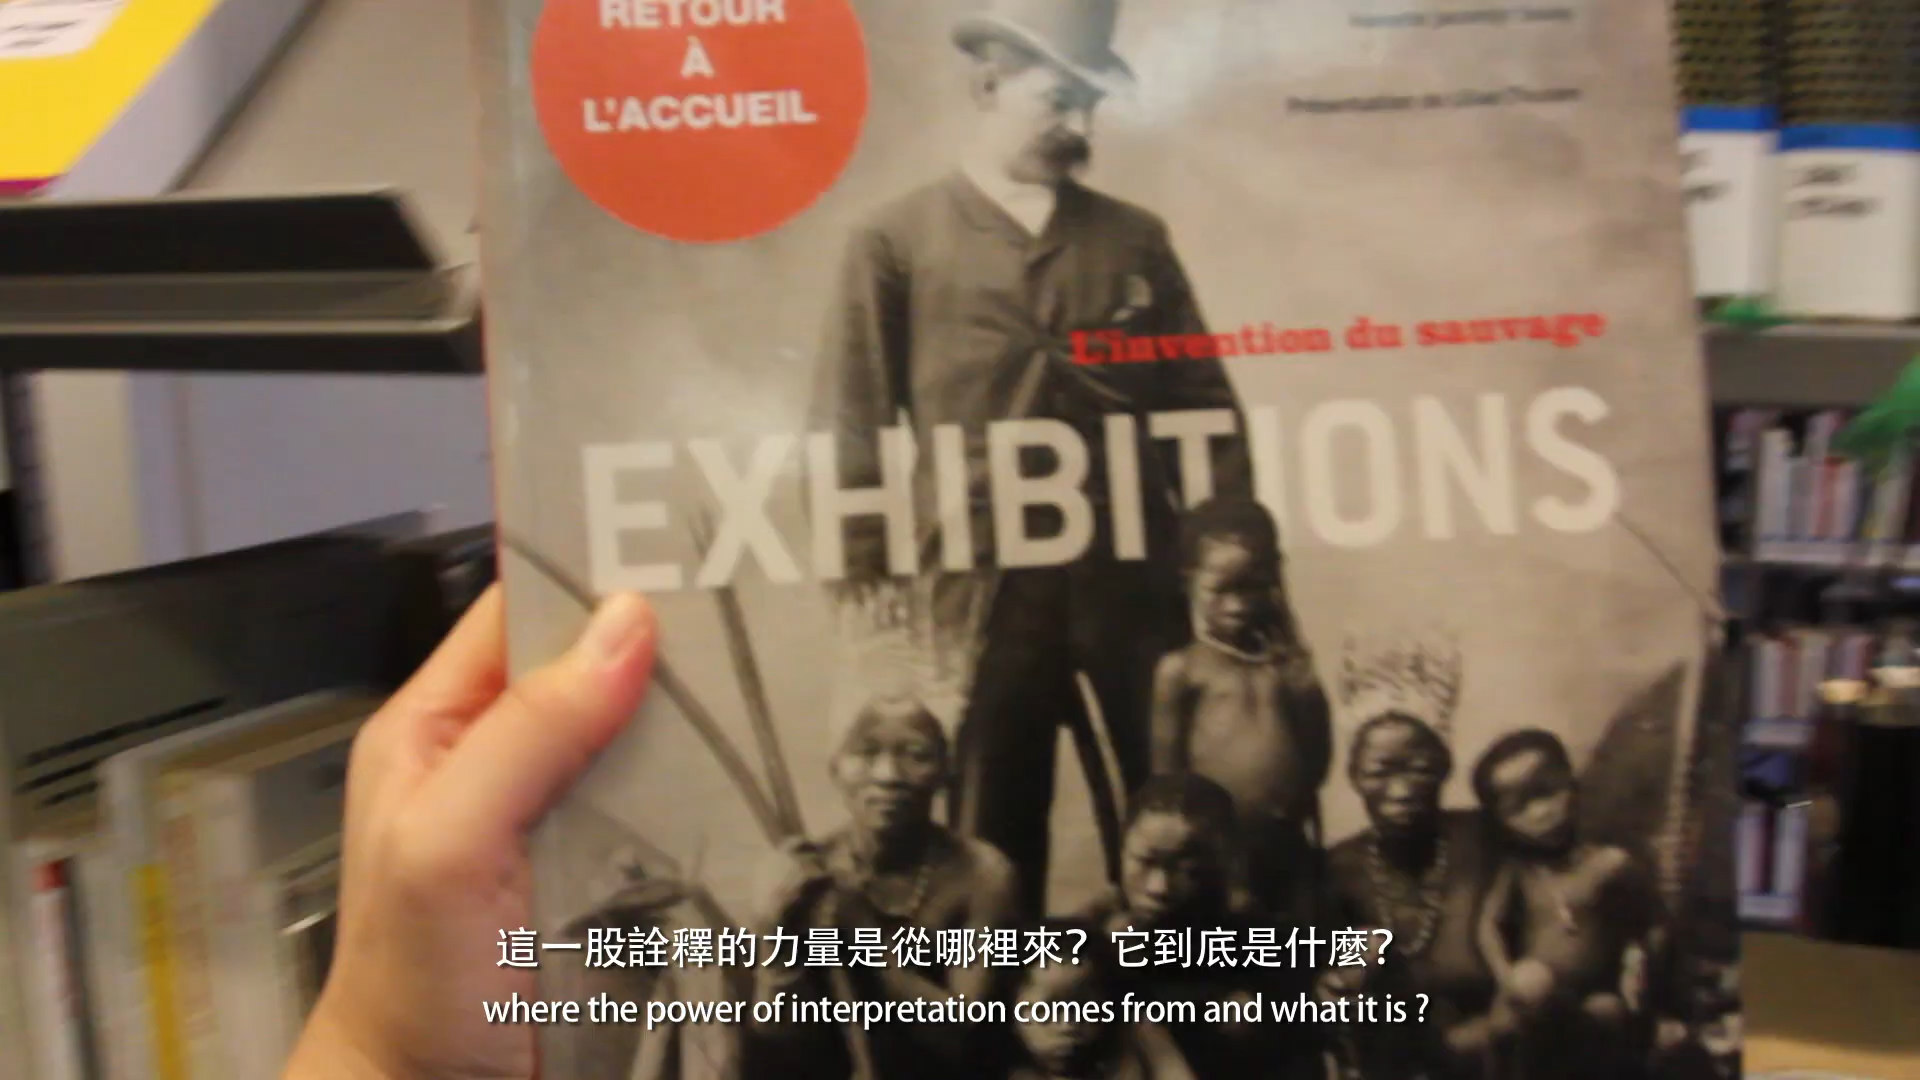 RETOUR
À
L'ACCUEIL
L'invention du sauvage
EXHIBITIONS
這一股詮釋的力量是從哪裡來？它到底是什麼？
where the power of interpretation comes from and what it is ?